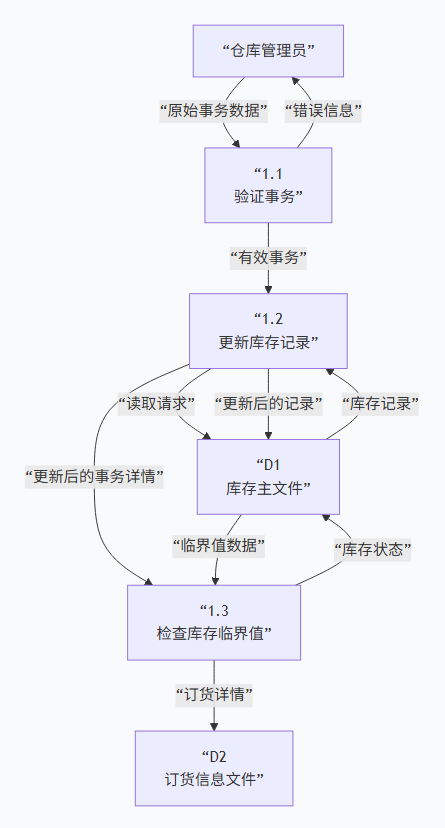 “仓库管理员”
“原始事务数据”
“错误信息”
“1.1
验证事务”
“有效事务”
“1.2
更新库存记录”
“读取请求”
“更新后的记录”
“库存记录”
“更新后的事务详情”
“D1
库存主文件”
“临界值数据”
“库存状态”
“1.3
检查库存临界值”
“订货详情”
“D2
订货信息文件”